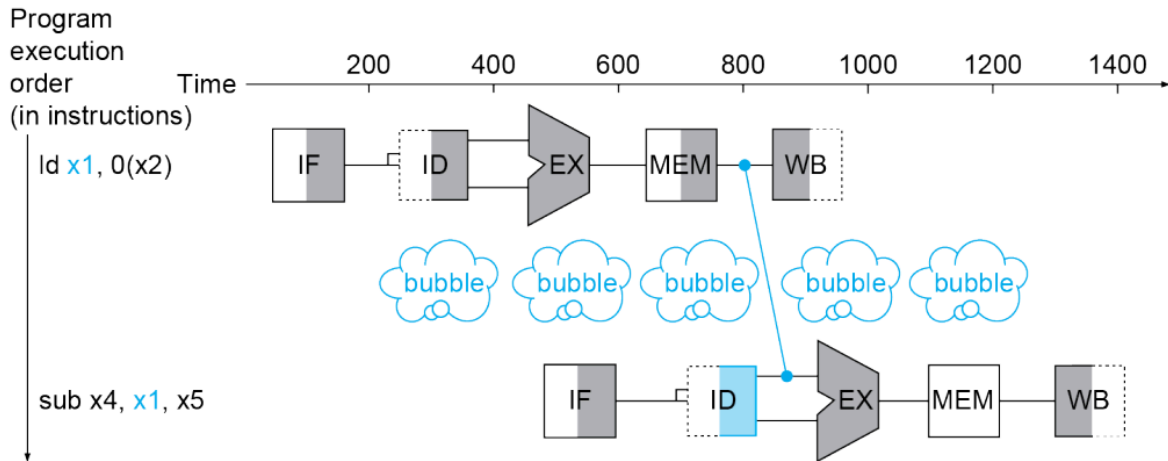 Program
execution
order
(in instructions)
Time
200 400 600 800 1000 1200 1400
ld x1, 0(x2)
IF ID EX MEM WB
bubble bubble bubble bubble bubble
sub x4, x1, x5
IF ID EX MEM WB